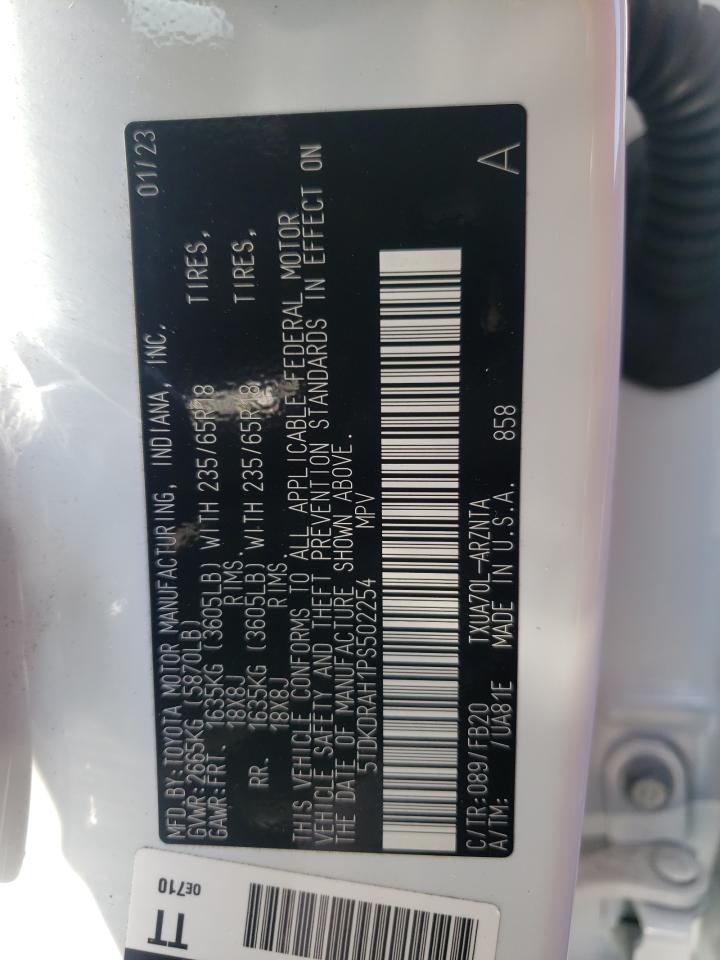 MFD.BY:TOYOTA MOTOR MANUFACTURING, INDIANA, INC. 01/23
GVWR:2665KG (5870LB)
GAWR:FRT. 1635KG (3605LB) WITH 235/65R18 TIRES,
18X8J RIMS.
RR. 1635KG (3605LB) WITH 235/65R18 TIRES,
18X8J RIMS
THIS VEHICLE CONFORMS TO ALL APPLICABLE FEDERAL MOTOR
VEHICLE SAFETY AND THEFT PREVENTION STANDARDS IN EFFECT ON
THE DATE OF MANUFACTURE SHOWN ABOVE.
5TDKDRAH1PS502254 MPV
C/TR:089/FB20 TXUA70L-ARZNTA
A/TM: /UA81E MADE IN U.S.A. 858
A
TT
0E710